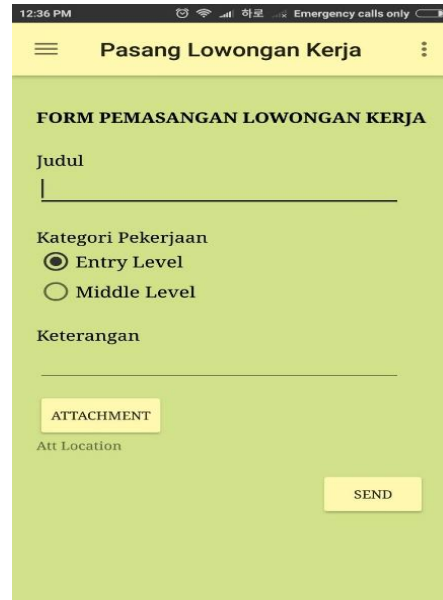 12:36 PM 하로 Emergency calls only
Pasang Lowongan Kerja
FORM PEMASANGAN LOWONGAN KERJA
Judul
Kategori Pekerjaan
Entry Level
Middle Level
Keterangan
ATTACHMENT
Att Location
SEND